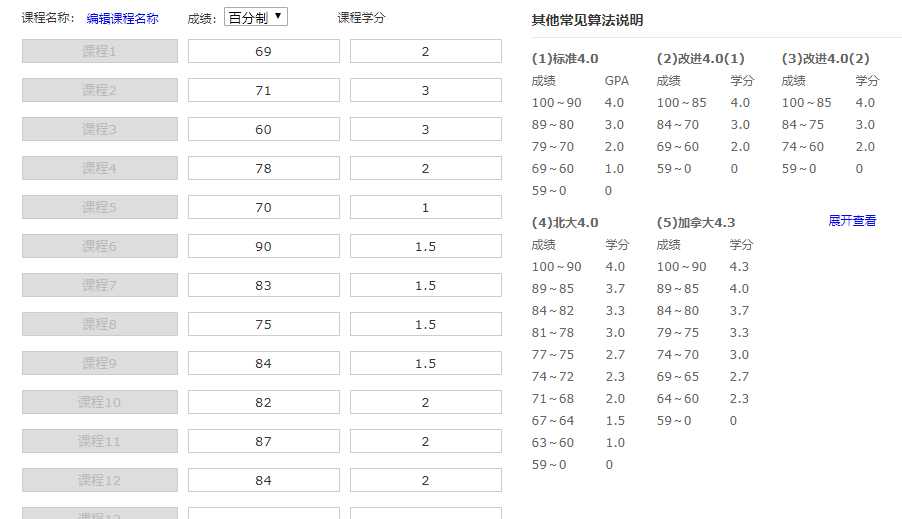 课程名称： 编辑课程名称 成绩： 百分制 课程学分
课程1 69 2
课程2 71 3
课程3 60 3
课程4 78 2
课程5 70 1
课程6 90 1.5
课程7 83 1.5
课程8 75 1.5
课程9 84 1.5
课程10 82 2
课程11 87 2
课程12 84 2
课程13
其他常见算法说明
(1)标准4.0 (2)改进4.0(1) (3)改进4.0(2)
成绩 GPA 成绩 学分 成绩 学分
100～90 4.0 100～85 4.0 100～85 4.0
89～80 3.0 84～70 3.0 84～75 3.0
79～70 2.0 69～60 2.0 74～60 2.0
69～60 1.0 59～0 0 59～0 0
59～0 0
(4)北大4.0 (5)加拿大4.3 展开查看
成绩 学分 成绩 学分
100～90 4.0 100～90 4.3
89～85 3.7 89～85 4.0
84～82 3.3 84～80 3.7
81～78 3.0 79～75 3.3
77～75 2.7 74～70 3.0
74～72 2.3 69～65 2.7
71～68 2.0 64～60 2.3
67～64 1.5 59～0 0
63～60 1.0
59～0 0